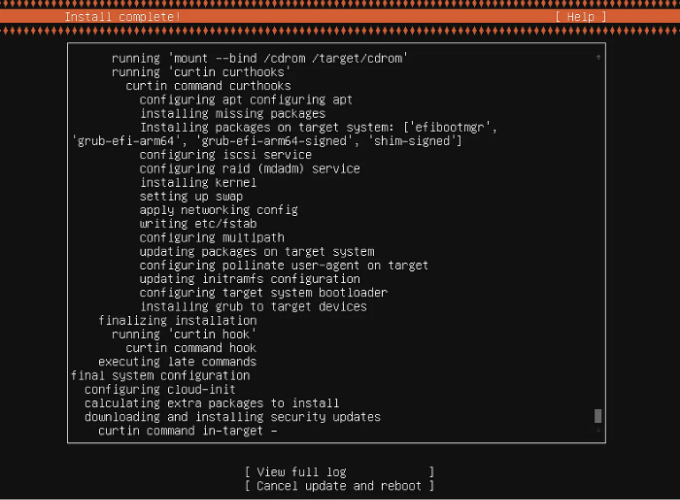 Install complete! [ Help ]
running 'mount --bind /cdrom /target/cdrom'
running 'curtin curthooks'
curtin command curthooks
configuring apt configuring apt
installing missing packages
Installing packages on target system: ['efibootmgr',
'grub-efi-arm64', 'grub-efi-arm64-signed', 'shim-signed']
configuring iscsi service
configuring raid (mdadm) service
installing kernel
setting up swap
apply networking config
writing etc/fstab
configuring multipath
updating packages on target system
configuring pollinate user-agent on target
updating initramfs configuration
configuring target system bootloader
installing grub to target devices
finalizing installation
running 'curtin hook'
curtin command hook
executing late commands
final system configuration
configuring cloud-init
calculating extra packages to install
downloading and installing security updates
curtin command in-target -
[ View full log ]
[ Cancel update and reboot ]